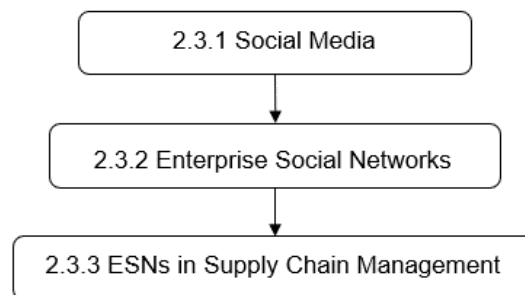 2.3.1 Social Media
2.3.2 Enterprise Social Networks
2.3.3 ESNs in Supply Chain Management